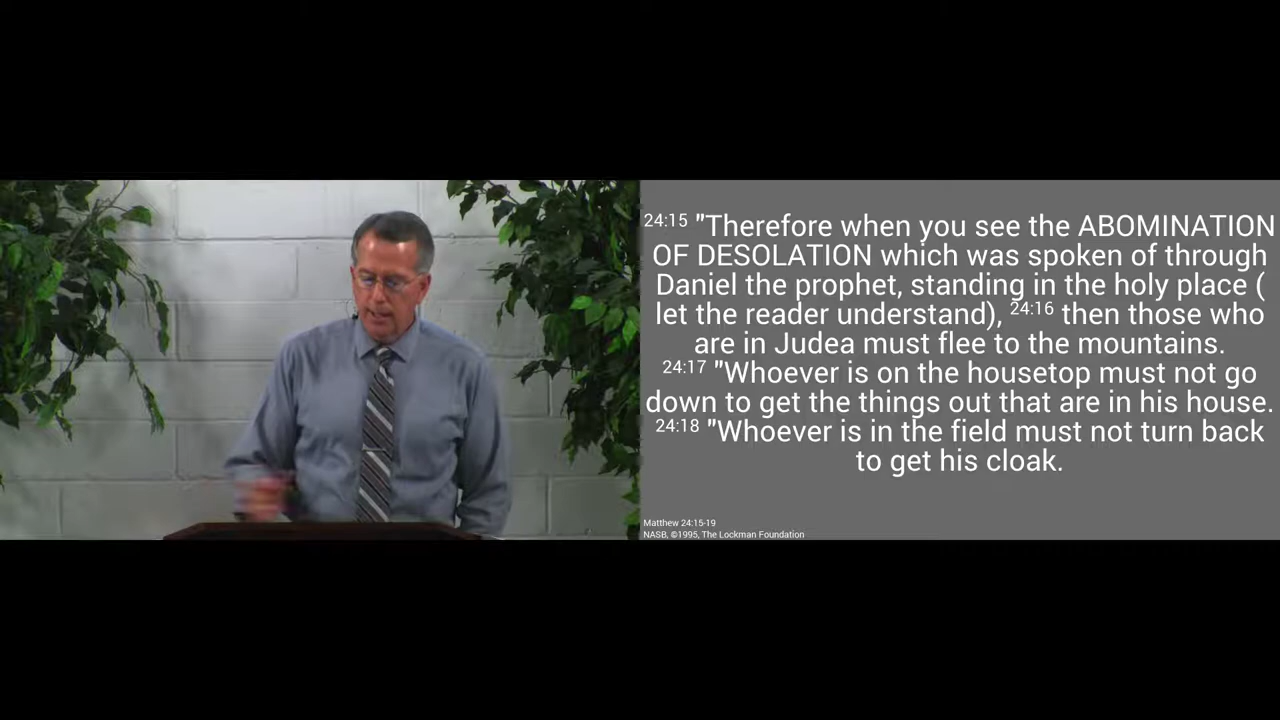 24:15 "Therefore when you see the ABOMINATION
OF DESOLATION which was spoken of through
Daniel the prophet, standing in the holy place (
let the reader understand), 24:16 then those who
are in Judea must flee to the mountains.
24:17 "Whoever is on the housetop must not go
down to get the things out that are in his house.
24:18 "Whoever is in the field must not turn back
to get his cloak.
Matthew 24:15-19
NASB, ©1995, The Lockman Foundation